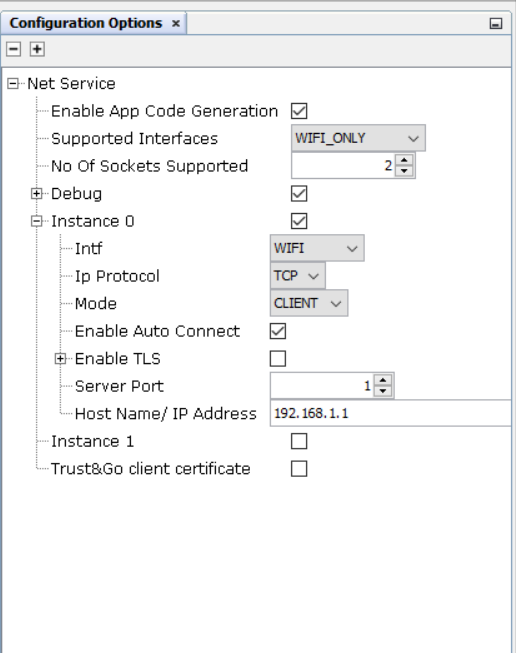 Configuration Options ×
Net Service
Enable App Code Generation
Supported Interfaces WIFI_ONLY
No Of Sockets Supported 2
Debug
Instance 0
Intf WIFI
Ip Protocol TCP
Mode CLIENT
Enable Auto Connect
Enable TLS
Server Port 1
Host Name/ IP Address 192.168.1.1
Instance 1
Trust&Go client certificate